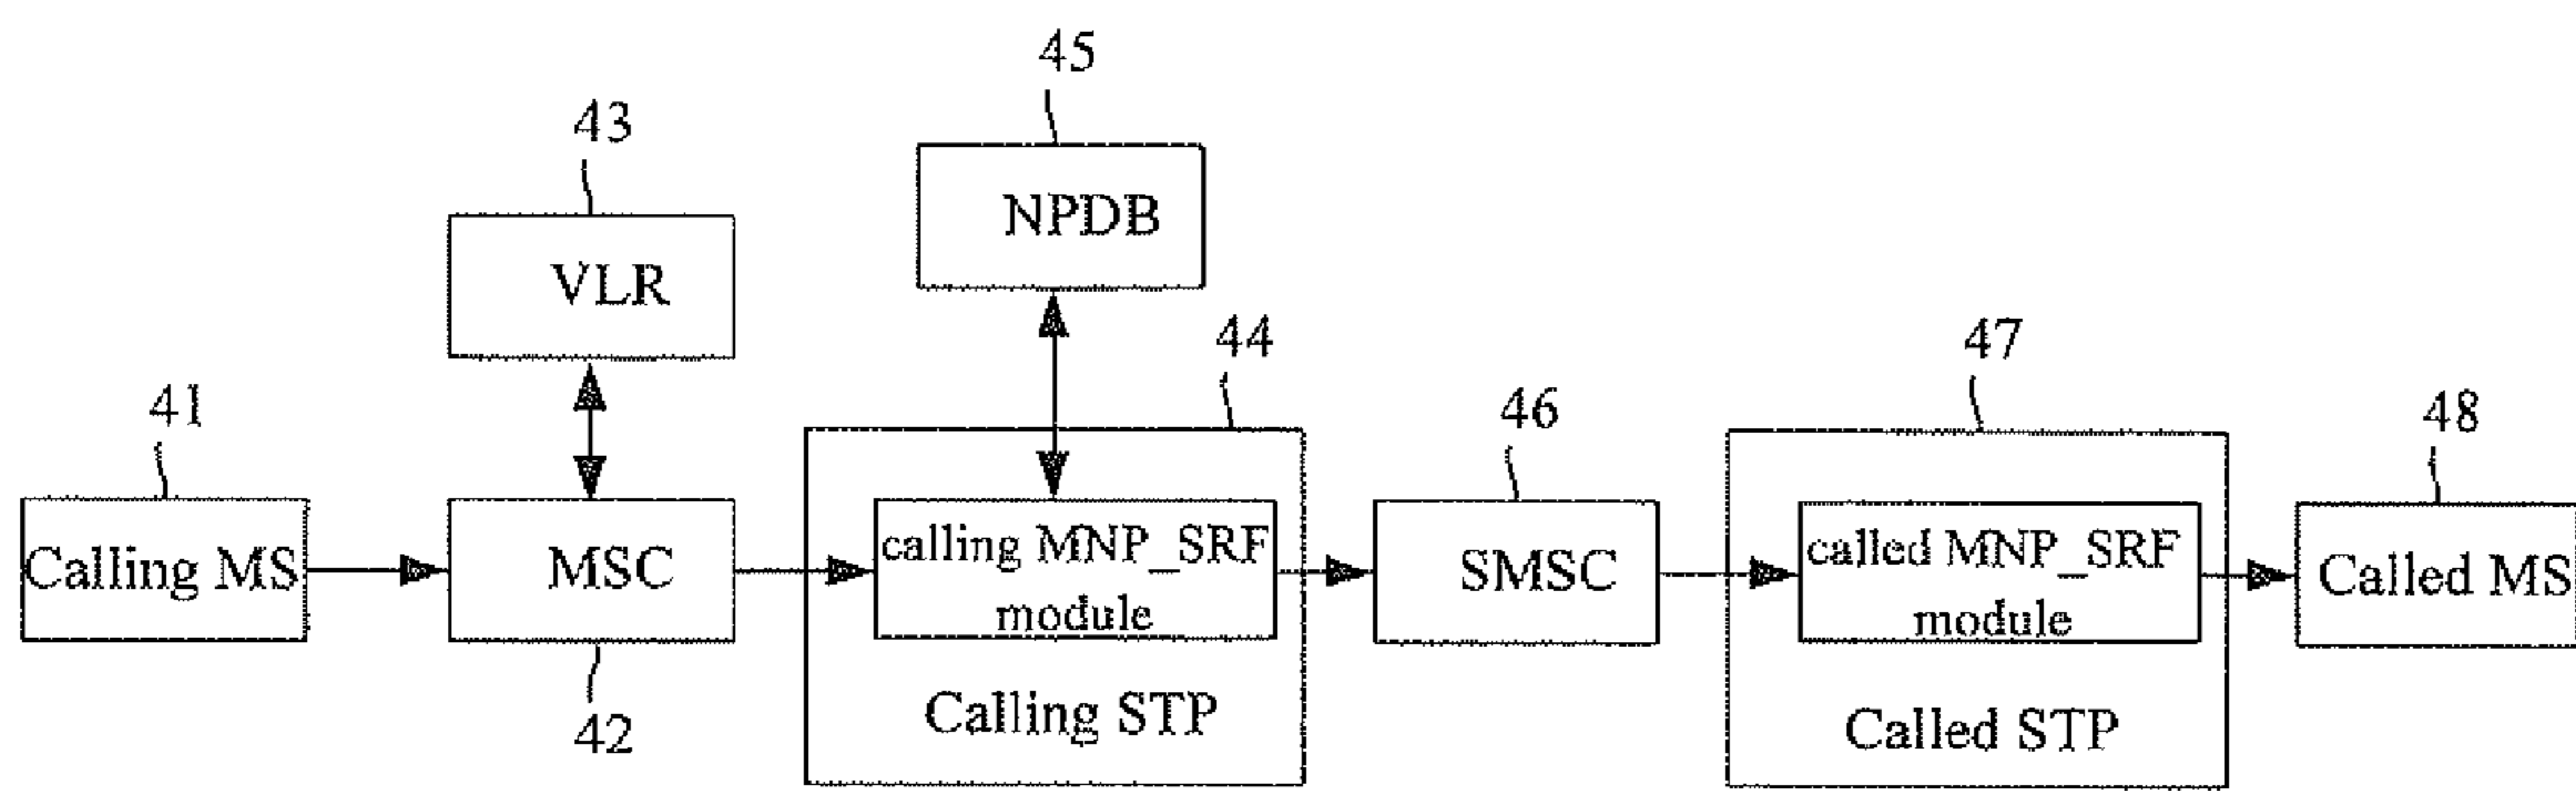 45
43
NPDB
VLR
44
47
41
46
48
Calling MS
MSC
calling MNP_SRF
module
SMSC
called MNP_SRF
module
Called MS
Calling STP
Called STP
42